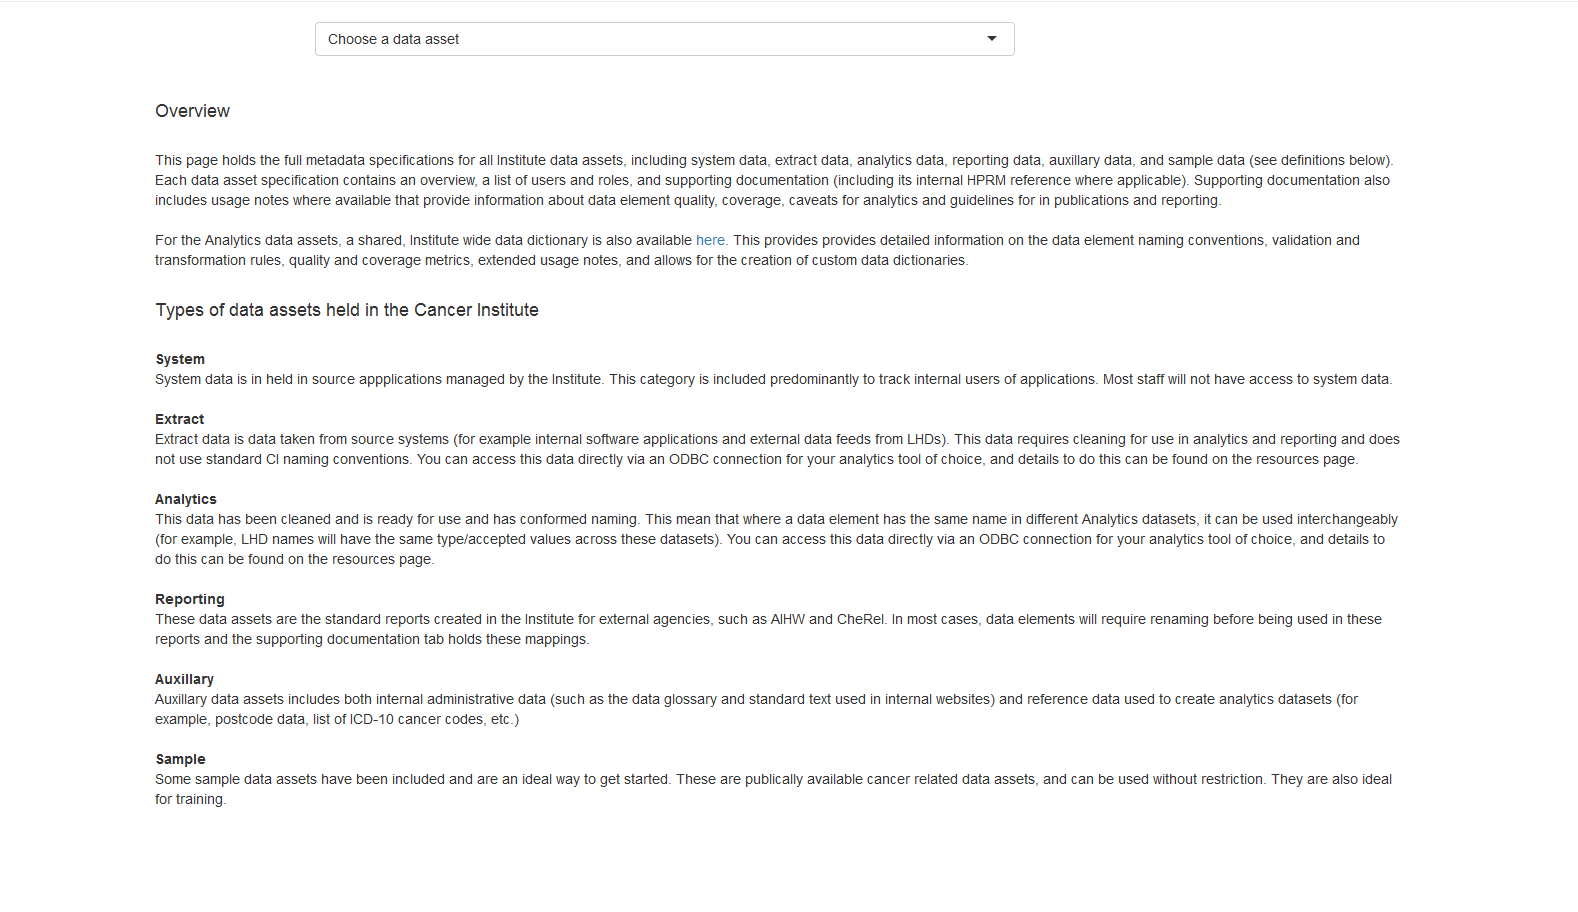 Choose a data asset
Overview
This page holds the full metadata specifications for all Institute data assets, including system data, extract data, analytics data, reporting data, auxillary data, and sample data (see definitions below).
Each data asset specification contains an overview, a list of users and roles, and supporting documentation (including its internal HPRM reference where applicable). Supporting documentation also
includes usage notes where available that provide information about data element quality, coverage, caveats for analytics and guidelines for in publications and reporting.
For the Analytics data assets, a shared, Institute wide data dictionary is also available here. This provides provides detailed information on the data element naming conventions, validation and
transformation rules, quality and coverage metrics, extended usage notes, and allows for the creation of custom data dictionaries.
Types of data assets held in the Cancer Institute
System
System data is in held in source appplications managed by the Institute. This category is included predominantly to track internal users of applications. Most staff will not have access to system data.
Extract
Extract data is data taken from source systems (for example internal software applications and external data feeds from LHDs). This data requires cleaning for use in analytics and reporting and does
not use standard CI naming conventions. You can access this data directly via an ODBC connection for your analytics tool of choice, and details to do this can be found on the resources page.
Analytics
This data has been cleaned and is ready for use and has conformed naming. This mean that where a data element has the same name in different Analytics datasets, it can be used interchangeably
(for example, LHD names will have the same type/accepted values across these datasets). You can access this data directly via an ODBC connection for your analytics tool of choice, and details to
do this can be found on the resources page.
Reporting
These data assets are the standard reports created in the Institute for external agencies, such as AIHW and CheRel. In most cases, data elements will require renaming before being used in these
reports and the supporting documentation tab holds these mappings.
Auxillary
Auxillary data assets includes both internal administrative data (such as the data glossary and standard text used in internal websites) and reference data used to create analytics datasets (for
example, postcode data, list of ICD-10 cancer codes, etc.)
Sample
Some sample data assets have been included and are an ideal way to get started. These are publically available cancer related data assets, and can be used without restriction. They are also ideal
for training.